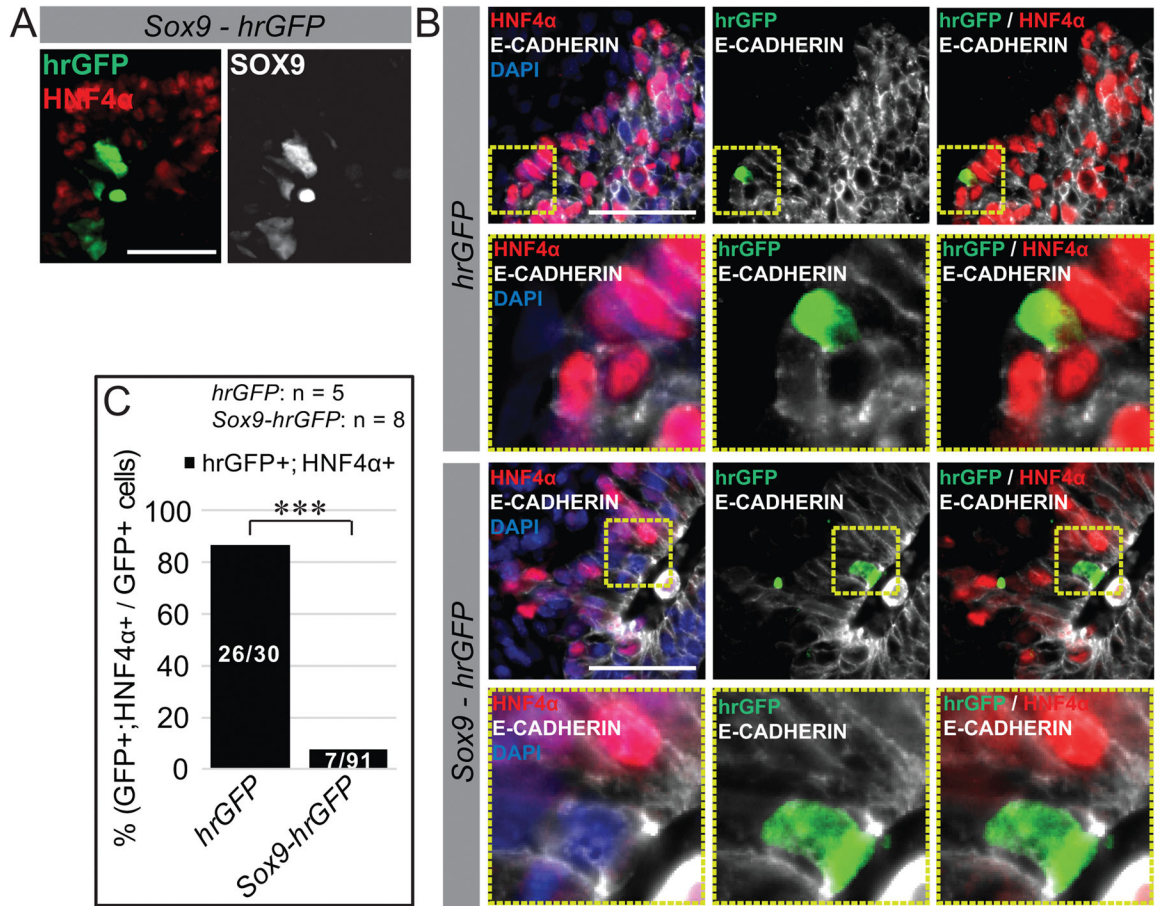 A
Sox9 - hrGFP
hrGFP
HNF4α
SOX9
B
hrGFP
HNF4α
E-CADHERIN
DAPI
hrGFP
E-CADHERIN
hrGFP / HNF4α
E-CADHERIN
HNF4α
E-CADHERIN
DAPI
hrGFP
E-CADHERIN
hrGFP / HNF4α
E-CADHERIN
Sox9 - hrGFP
HNF4α
E-CADHERIN
DAPI
hrGFP
E-CADHERIN
hrGFP / HNF4α
E-CADHERIN
HNF4α
E-CADHERIN
DAPI
hrGFP
E-CADHERIN
hrGFP / HNF4α
E-CADHERIN
C
hrGFP: n = 5
Sox9-hrGFP: n = 8
hrGFP+; HNF4α+
% (GFP+;HNF4α+ / GFP+ cells)
100
80
60
40
20
0
***
26/30
7/91
hrGFP
Sox9-hrGFP